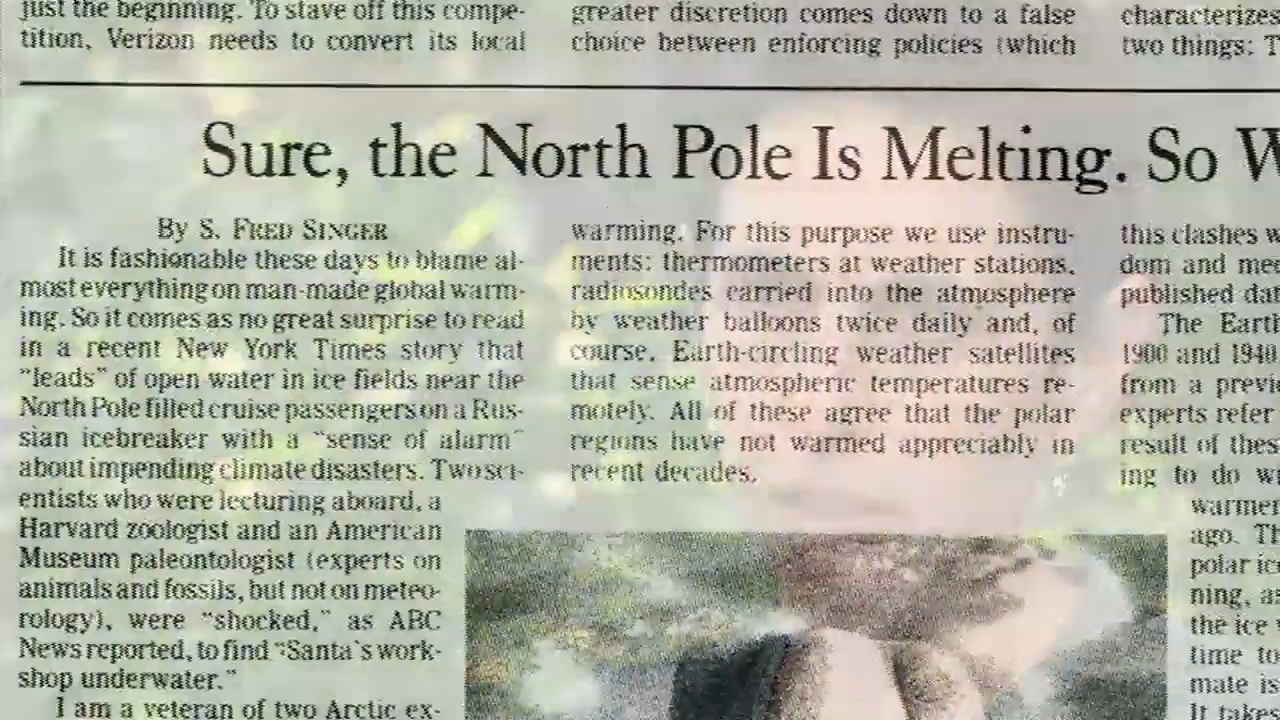 just the beginning. To stave off this compe-
tition, Verizon needs to convert its local
greater discretion comes down to a false
choice between enforcing policies (which
characterizes
two things: T
Sure, the North Pole Is Melting. So W
By S. FRED SINGER
It is fashionable these days to blame al-
most everything on man-made global warm-
ing. So it comes as no great surprise to read
in a recent New York Times story that
"leads" of open water in ice fields near the
North Pole filled cruise passengers on a Rus-
sian icebreaker with a "sense of alarm"
about impending climate disasters. Two sci-
entists who were lecturing aboard, a
Harvard zoologist and an American
Museum paleontologist (experts on
animals and fossils, but not on meteo-
rology), were "shocked," as ABC
News reported, to find "Santa's work-
shop underwater."
I am a veteran of two Arctic ex-
warming. For this purpose we use instru-
ments: thermometers at weather stations,
radiosondes carried into the atmosphere
by weather balloons twice daily and, of
course, Earth-circling weather satellites
that sense atmospheric temperatures re-
motely. All of these agree that the polar
regions have not warmed appreciably in
recent decades.
this clashes w
dom and med
published dat
The Earth
1900 and 1940
from a previ
experts refer
result of thes
ing to do wi
warmer
ago. Th
polar ice
ning, as
the ice
time to
mate is
It takes